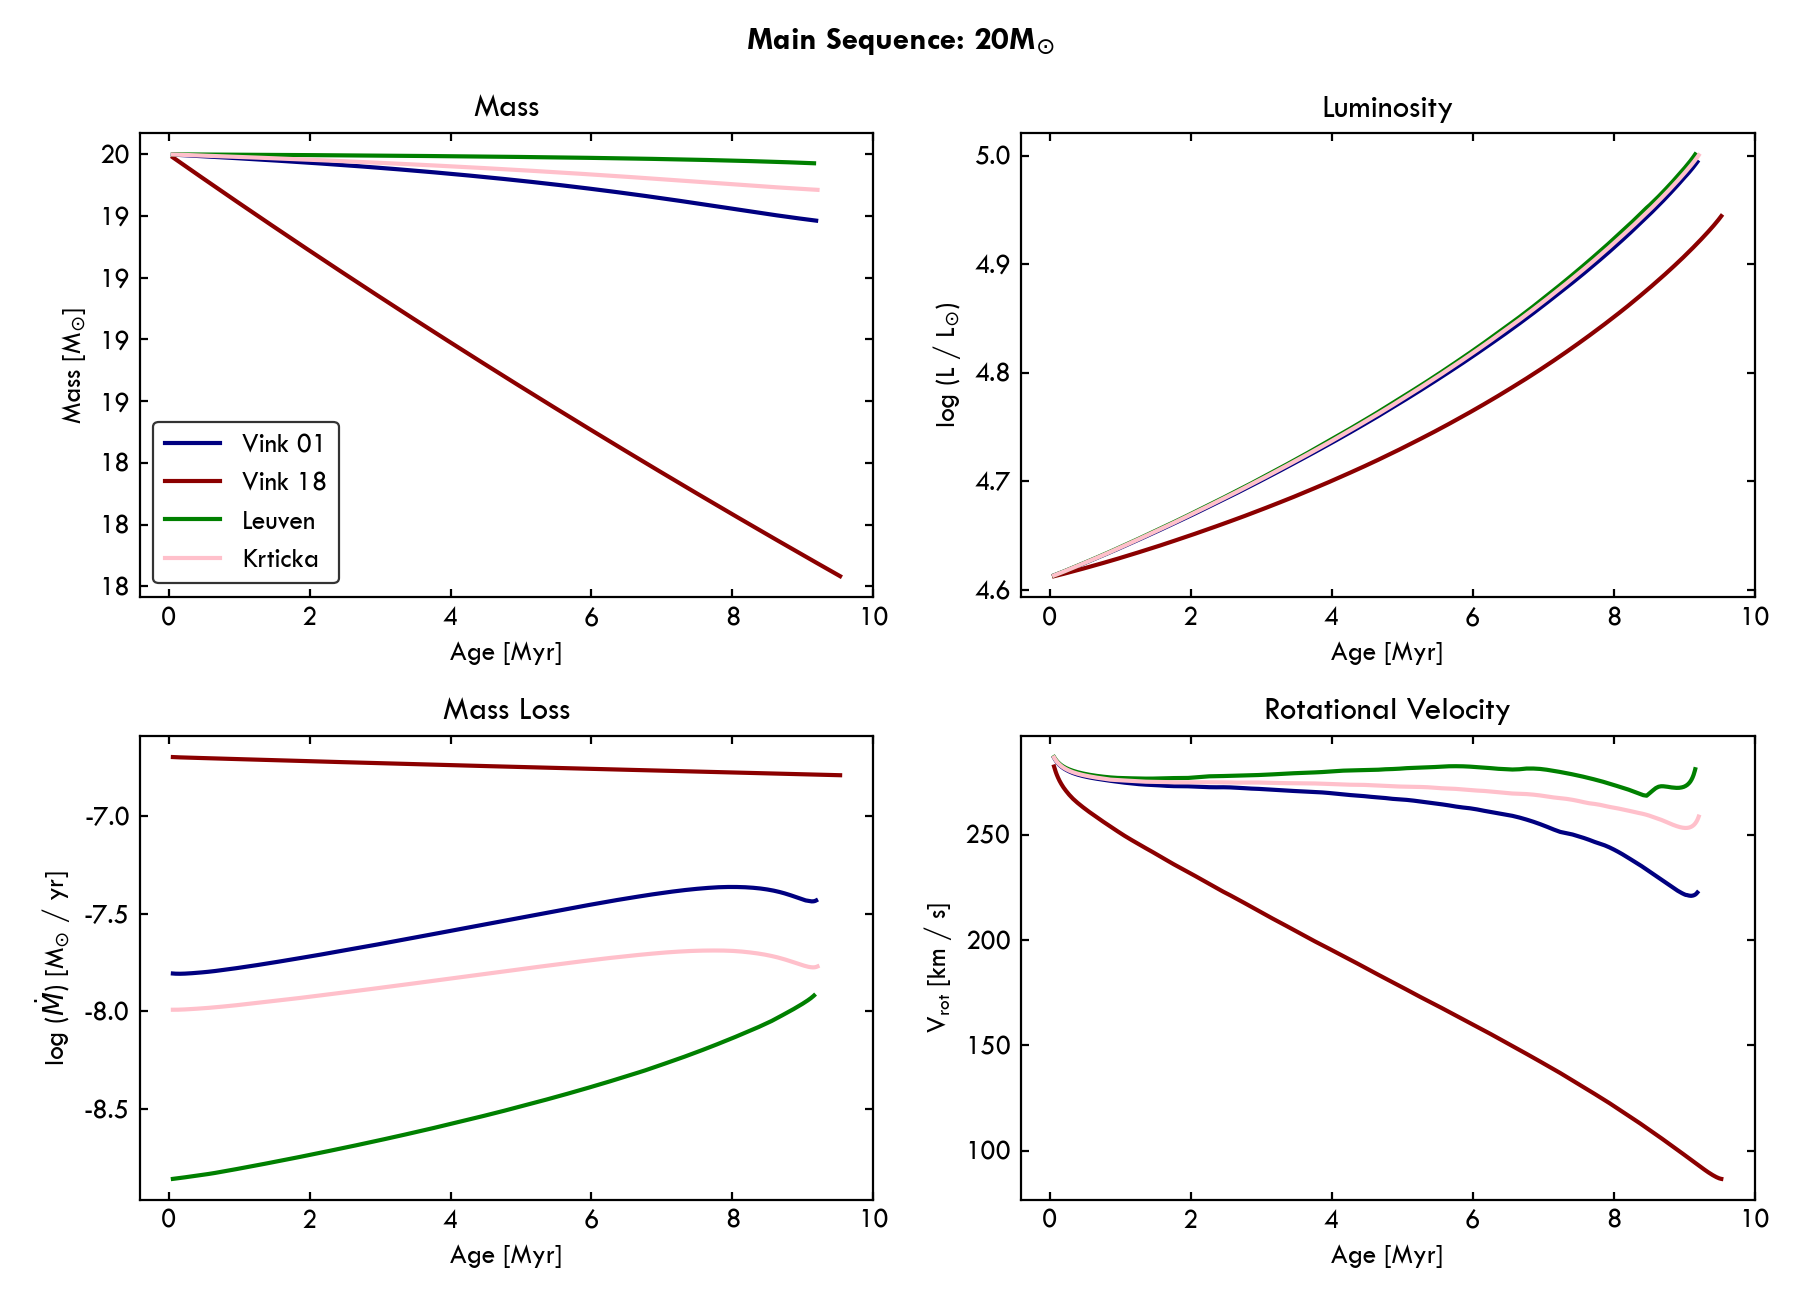 Main Sequence: 20M⊙
Mass
Mass [M⊙]
20
19
19
19
19
18
18
18
Vink 01
Vink 18
Leuven
Krticka
0 2 4 6 8 10
Age [Myr]
Luminosity
log (L / L⊙)
5.0
4.9
4.8
4.7
4.6
0 2 4 6 8 10
Age [Myr]
Mass Loss
log (Ṁ) [M⊙ / yr]
-7.0
-7.5
-8.0
-8.5
0 2 4 6 8 10
Age [Myr]
Rotational Velocity
Vrot [km / s]
250
200
150
100
0 2 4 6 8 10
Age [Myr]